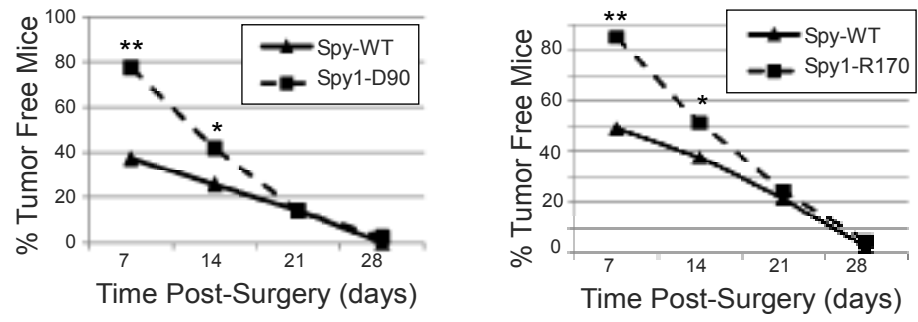 % Tumor Free Mice
100
80
60
40
20
0
**
*
Spy-WT
Spy1-D90
7 14 21 28
Time Post-Surgery (days)
% Tumor Free Mice
80
60
40
20
0
**
*
Spy-WT
Spy1-R170
7 14 21 28
Time Post-Surgery (days)